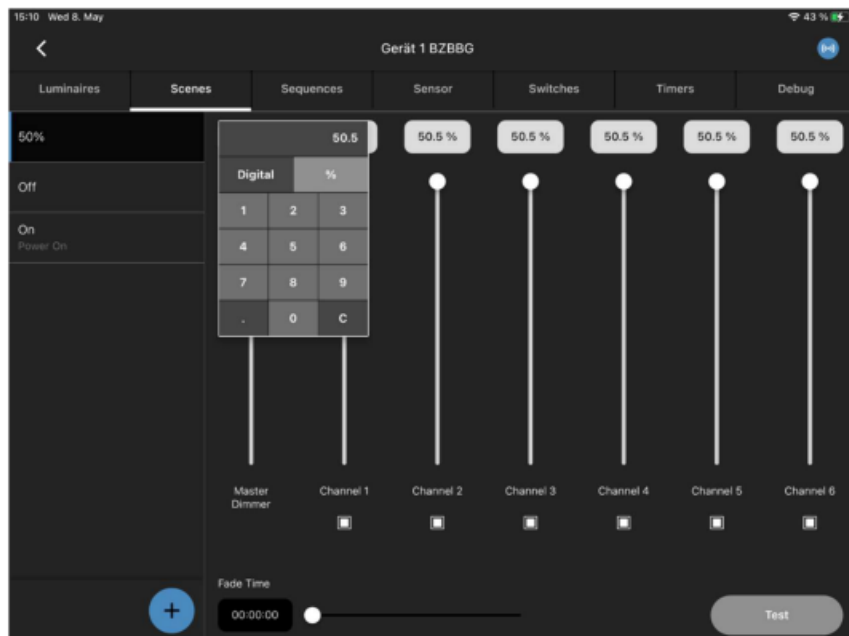 15:10 Wed 8. May
43 %
Gerät 1 BZBBG
Luminaires Scenes Sequences Sensor Switches Timers Debug
50%
Off
On
Power On
50.5
Digital %
1 2 3
4 5 6
7 8 9
. 0 C
50.5 % 50.5 % 50.5 % 50.5 % 50.5 %
Master Dimmer
Channel 1 Channel 2 Channel 3 Channel 4 Channel 5 Channel 6
Fade Time
00:00:00
Test